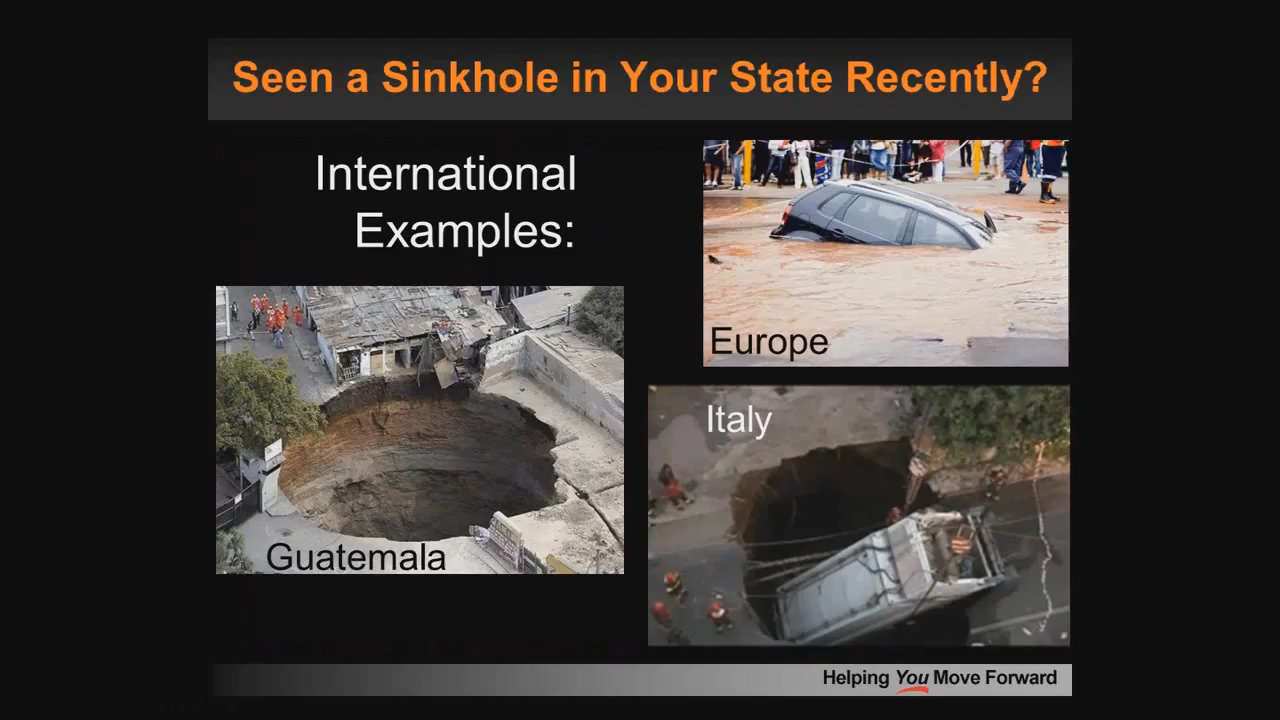 Seen a Sinkhole in Your State Recently?
International
Examples:
Europe
Italy
Guatemala
Helping You Move Forward